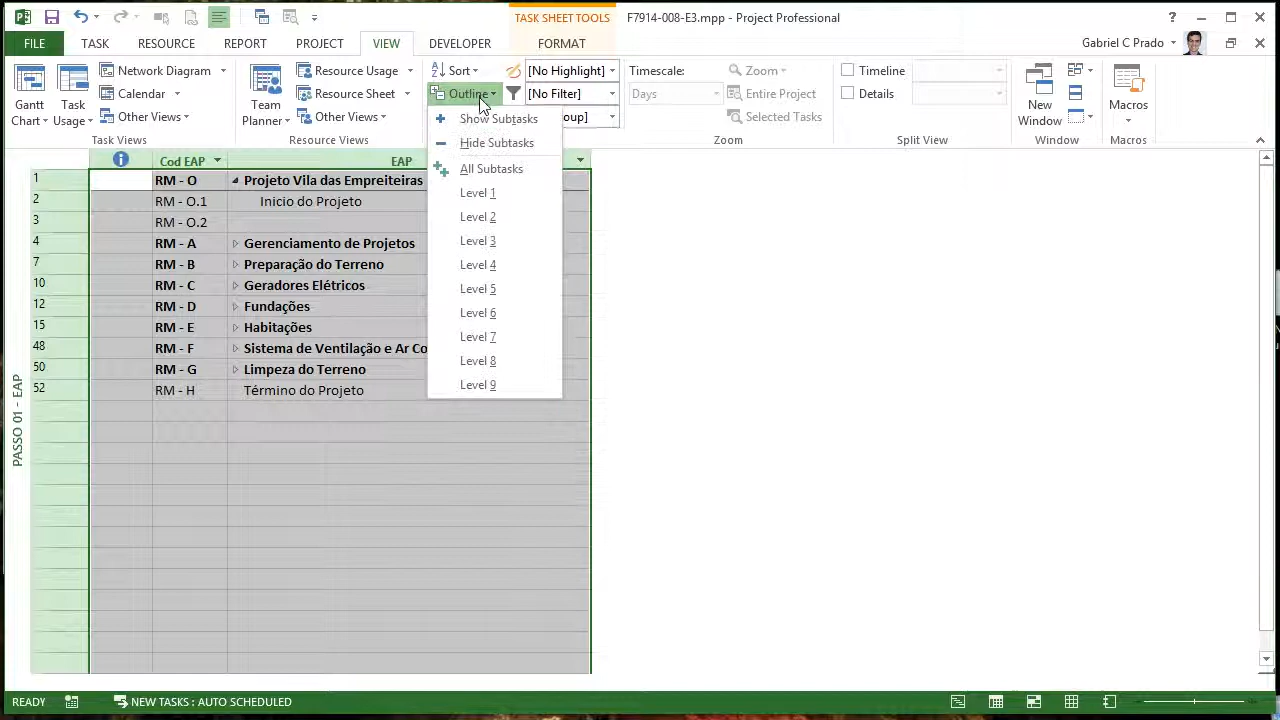 TASK SHEET TOOLS
F7914-008-E3.mpp - Project Professional
FILE TASK RESOURCE REPORT PROJECT VIEW DEVELOPER FORMAT
Gabriel C Prado
Gantt Chart
Task Usage
Network Diagram
Calendar
Other Views
Task Views
Team Planner
Resource Usage
Resource Sheet
Other Views
Resource Views
Sort
Outline
[No Highlight]
[No Filter]
oup]
Timescale:
Days
Zoom
Entire Project
Selected Tasks
Zoom
Timeline
Details
Split View
New Window
Window
Macros
Macros
Show Subtasks
Hide Subtasks
All Subtasks
Level 1
Level 2
Level 3
Level 4
Level 5
Level 6
Level 7
Level 8
Level 9
Cod EAP EAP
1 RM - O Projeto Vila das Empreiteiras
2 RM - O.1 Inicio do Projeto
3 RM - O.2
4 RM - A Gerenciamento de Projetos
7 RM - B Preparação do Terreno
10 RM - C Geradores Elétricos
12 RM - D Fundações
15 RM - E Habitações
48 RM - F Sistema de Ventilação e Ar Co
50 RM - G Limpeza do Terreno
52 RM - H Término do Projeto
PASSO 01 - EAP
READY NEW TASKS : AUTO SCHEDULED